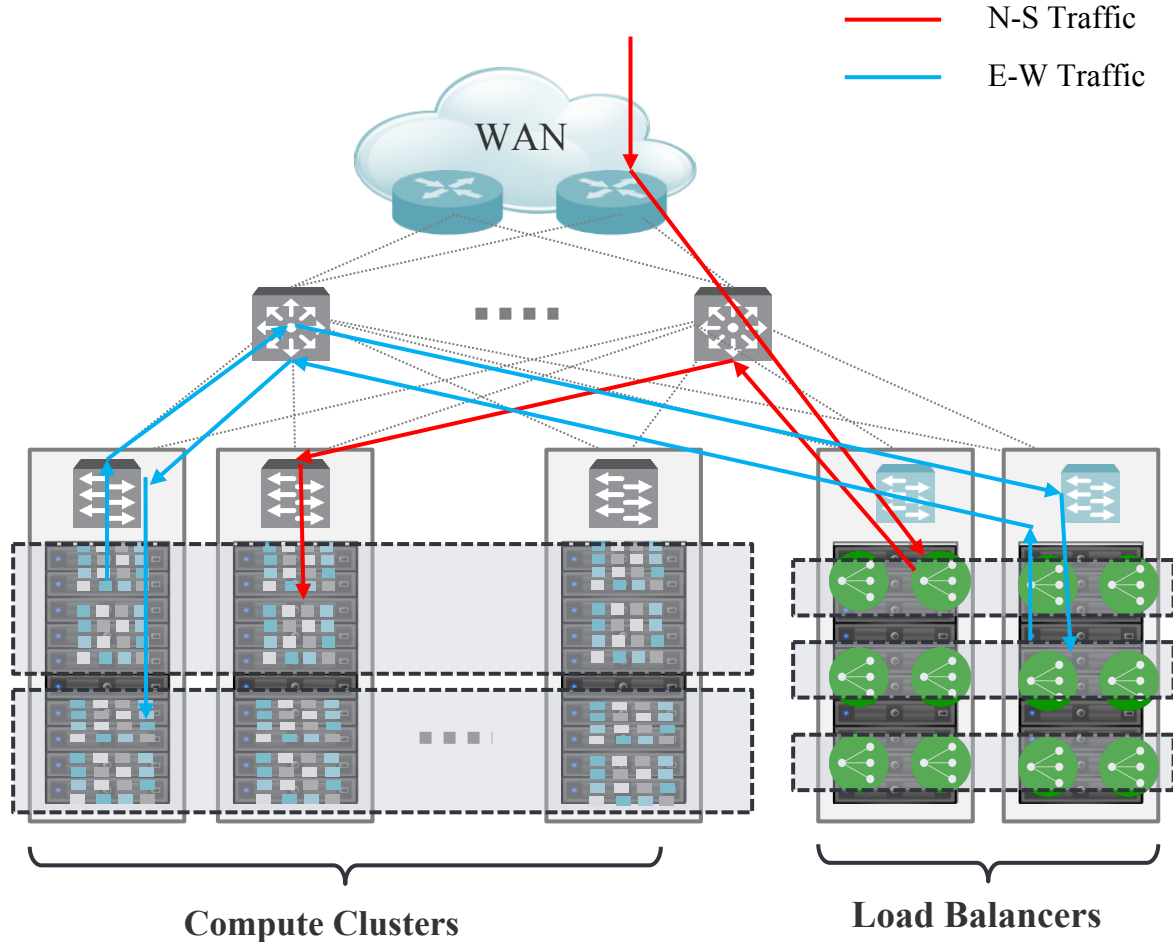 N-S Traffic
E-W Traffic
WAN
Compute Clusters
Load Balancers